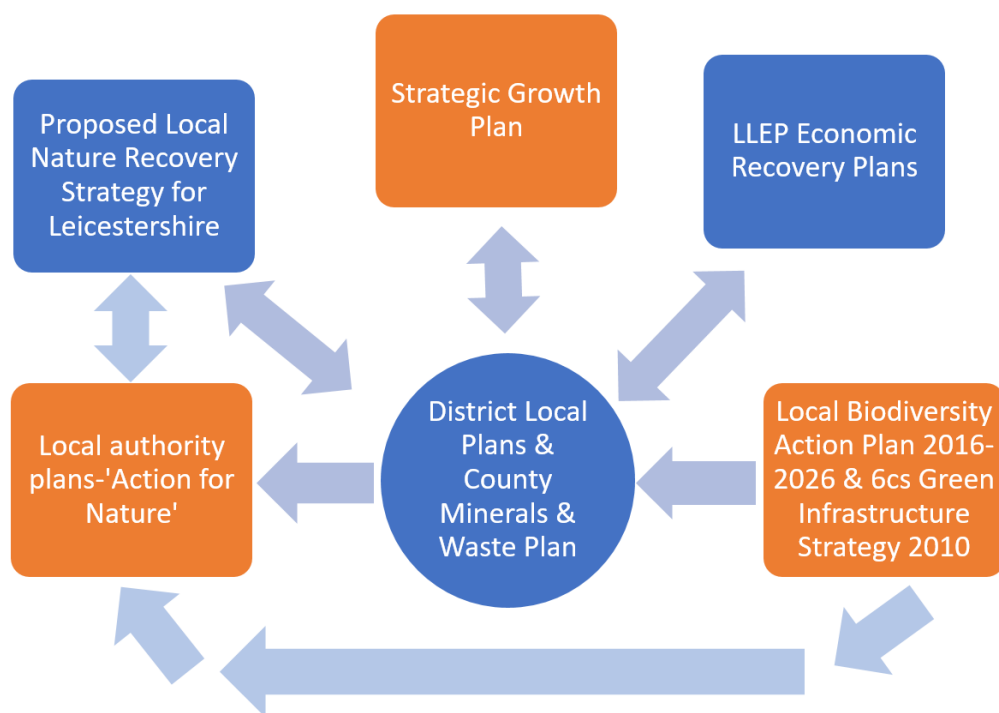 Proposed Local
Nature Recovery
Strategy for
Leicestershire
Strategic Growth
Plan
LLEP Economic
Recovery Plans
Local authority
plans-'Action for
Nature'
District Local
Plans &
County
Minerals &
Waste Plan
Local Biodiversity
Action Plan 2016-
2026 & 6cs Green
Infrastructure
Strategy 2010